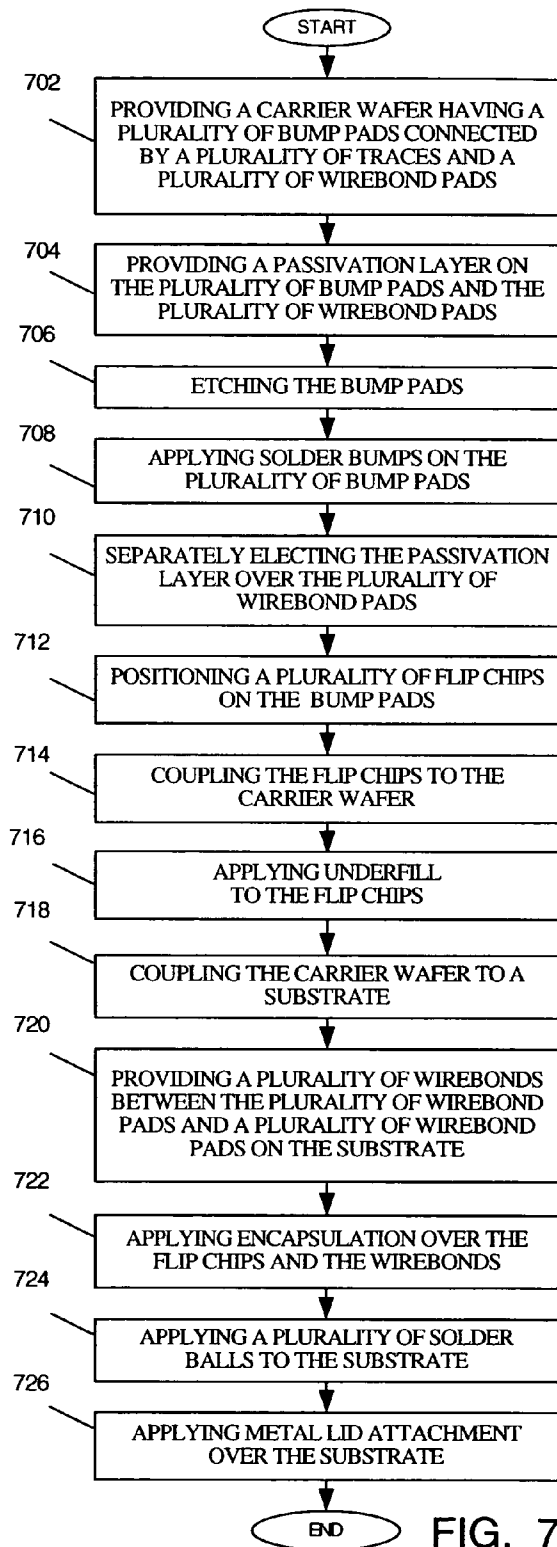 START
702
PROVIDING A CARRIER WAFER HAVING A
PLURALITY OF BUMP PADS CONNECTED
BY A PLURALITY OF TRACES AND A
PLURALITY OF WIREBOND PADS
704
PROVIDING A PASSIVATION LAYER ON
THE PLURALITY OF BUMP PADS AND THE
PLURALITY OF WIREBOND PADS
706
ETCHING THE BUMP PADS
708
APPLYING SOLDER BUMPS ON THE
PLURALITY OF BUMP PADS
710
SEPARATELY ELECTING THE PASSIVATION
LAYER OVER THE PLURALITY OF
WIREBOND PADS
712
POSITIONING A PLURALITY OF FLIP CHIPS
ON THE BUMP PADS
714
COUPLING THE FLIP CHIPS TO THE
CARRIER WAFER
716
APPLYING UNDERFILL
TO THE FLIP CHIPS
718
COUPLING THE CARRIER WAFER TO A
SUBSTRATE
720
PROVIDING A PLURALITY OF WIREBONDS
BETWEEN THE PLURALITY OF WIREBOND
PADS AND A PLURALITY OF WIREBOND
PADS ON THE SUBSTRATE
722
APPLYING ENCAPSULATION OVER THE
FLIP CHIPS AND THE WIREBONDS
724
APPLYING A PLURALITY OF SOLDER
BALLS TO THE SUBSTRATE
726
APPLYING METAL LID ATTACHMENT
OVER THE SUBSTRATE
END
FIG. 7